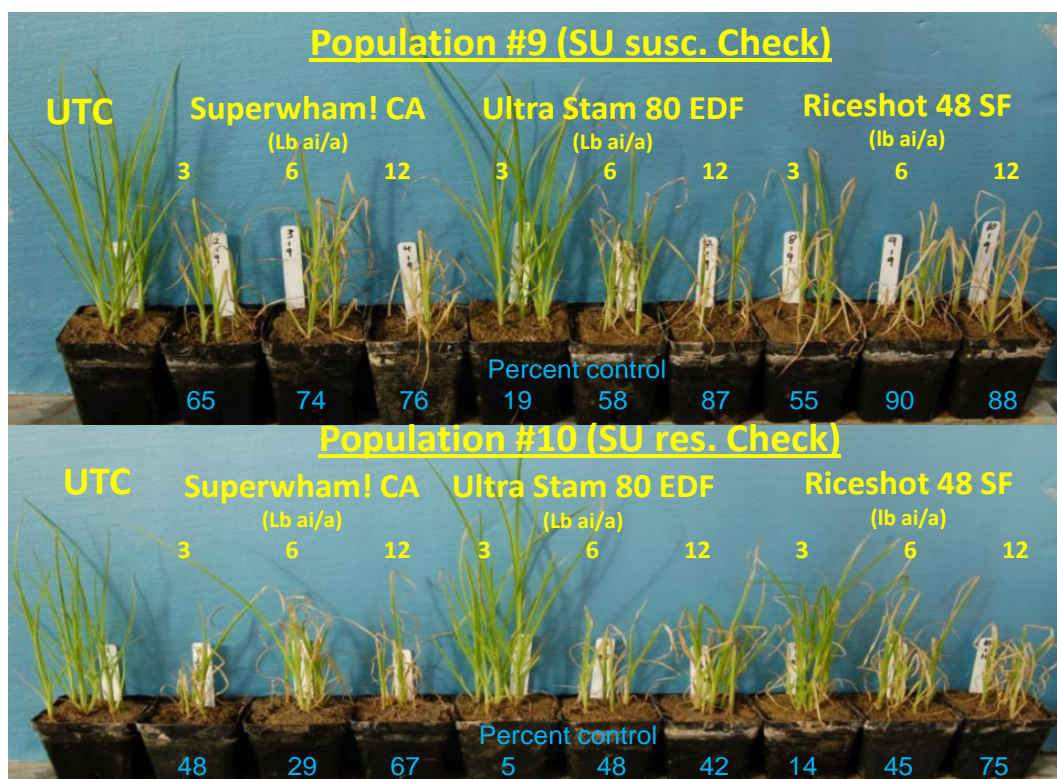 Population #9 (SU susc. Check)
UTC Superwham! CA Ultra Stam 80 EDF Riceshot 48 SF
(Lb ai/a) (Lb ai/a) (lb ai/a)
3 6 12 3 6 12 3 6 12
Percent control
65 74 76 19 58 87 55 90 88
Population #10 (SU res. Check)
UTC Superwham! CA Ultra Stam 80 EDF Riceshot 48 SF
(Lb ai/a) (Lb ai/a) (lb ai/a)
3 6 12 3 6 12 3 6 12
Percent control
48 29 67 5 48 42 14 45 75